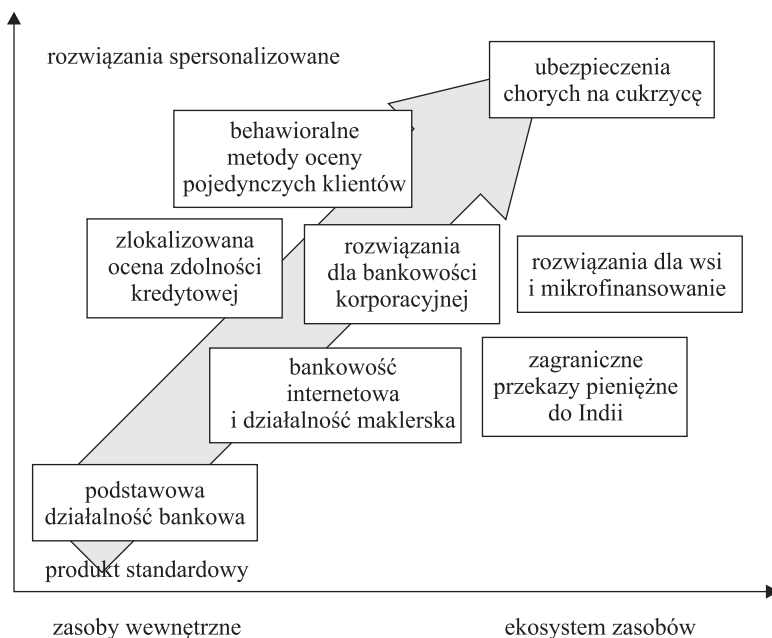 rozwiązania spersonalizowane
ubezpieczenia
chorych na cukrzycę
behawioralne
metody oceny
pojedynczych klientów
zlokalizowana
ocena zdolności
kredytowej
rozwiązania
dla bankowości
korporacyjnej
rozwiązania dla wsi
i mikrofinansowanie
bankowość
internetowa
i działalność maklerska
zagraniczne
przekazy pieniężne
do Indii
podstawowa
działalność bankowa
produkt standardowy
zasoby wewnętrzne
ekosystem zasobów